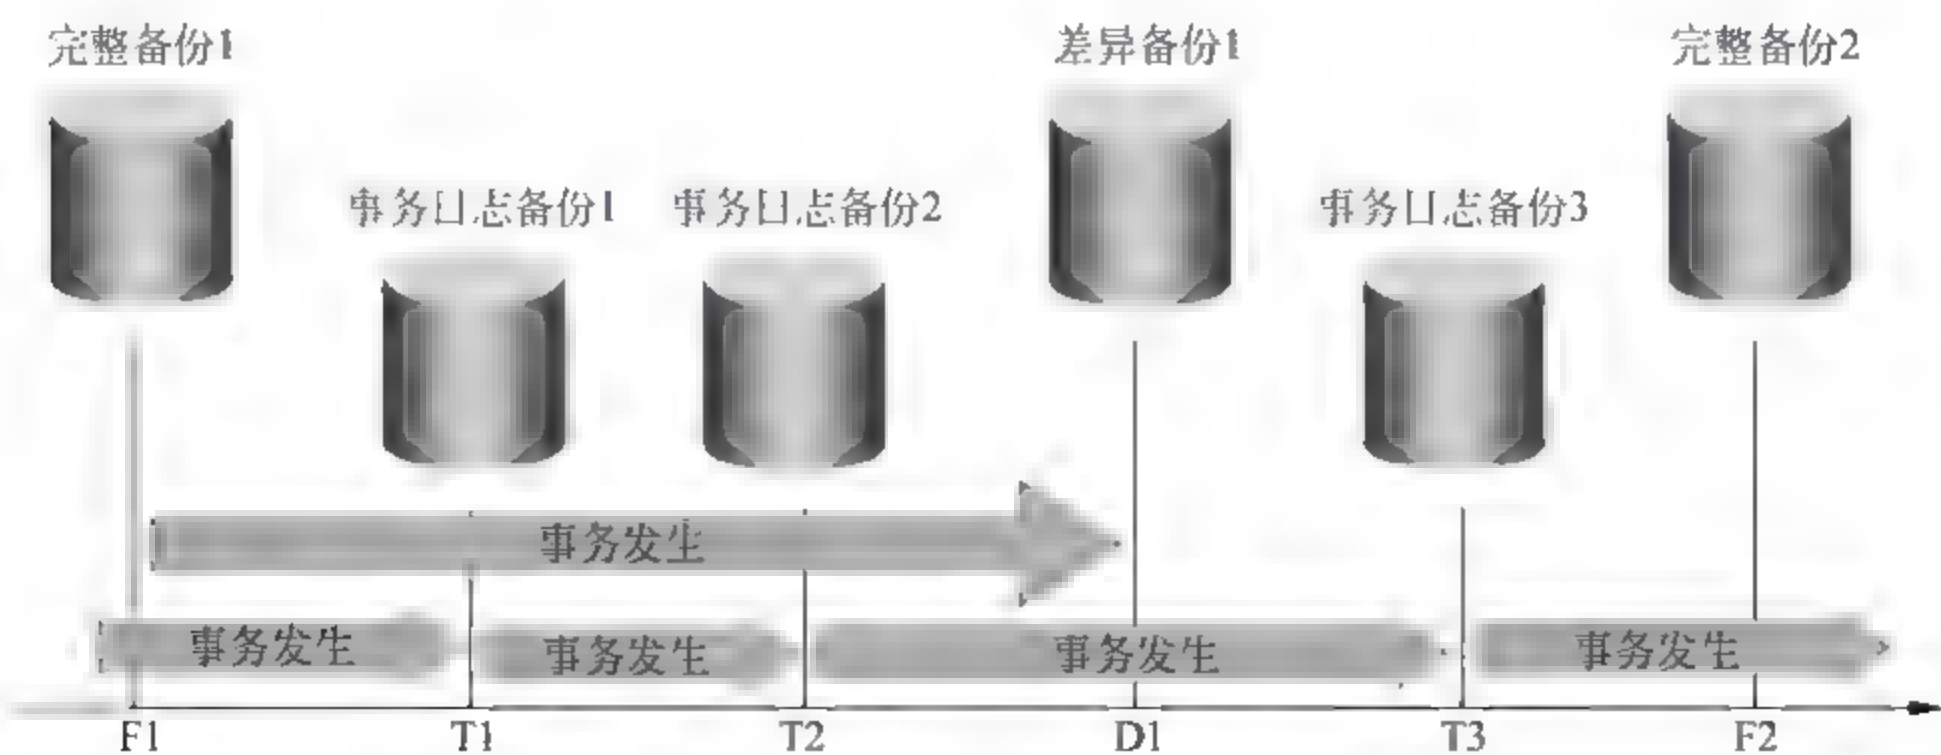 完整备份1
差异备份1
完整备份2
事务日志备份1
事务日志备份2
事务日志备份3
事务发生
事务发生
事务发生
事务发生
事务发生
F1
T1
T2
D1
T3
F2